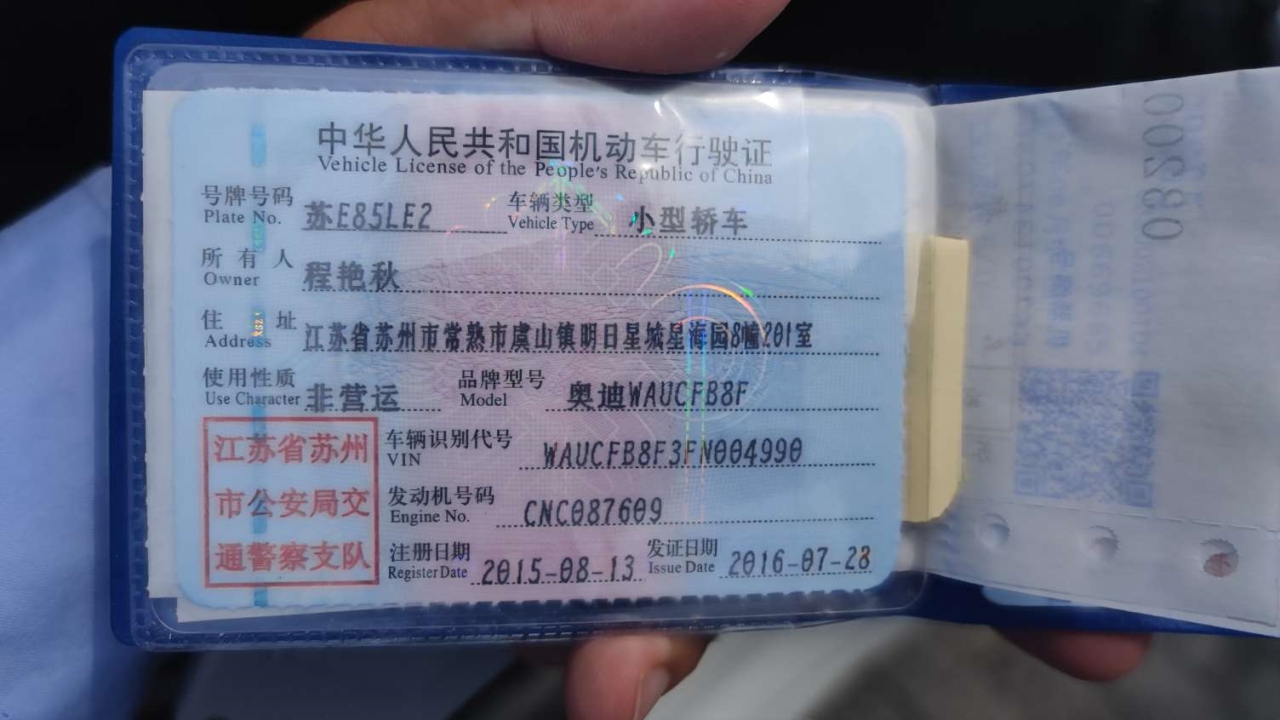 中华人民共和国机动车行驶证
Vehicle License of the People's Republic of China
号牌号码 苏E85LE2 车辆类型 小型轿车
Plate No. Vehicle Type
所有人 程艳秋
Owner
住址 江苏省苏州市常熟市虞山镇明日星城星海园8幢201室
Address
使用性质 非营运 品牌型号 奥迪WAUCFB8F
Use Character Model
江苏省苏州
市公安局交
通警察支队
车辆识别代号 WAUCFB8F3FN004990
VIN
发动机号码 CNC087609
Engine No.
注册日期 2015-08-13 发证日期 2016-07-28
Register Date Issue Date
08200